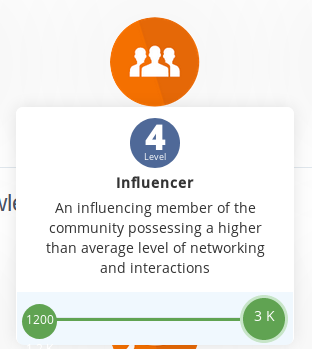 4
Level
Influencer
An influencing member of the
community possessing a higher
than average level of networking
and interactions
1200
3 K